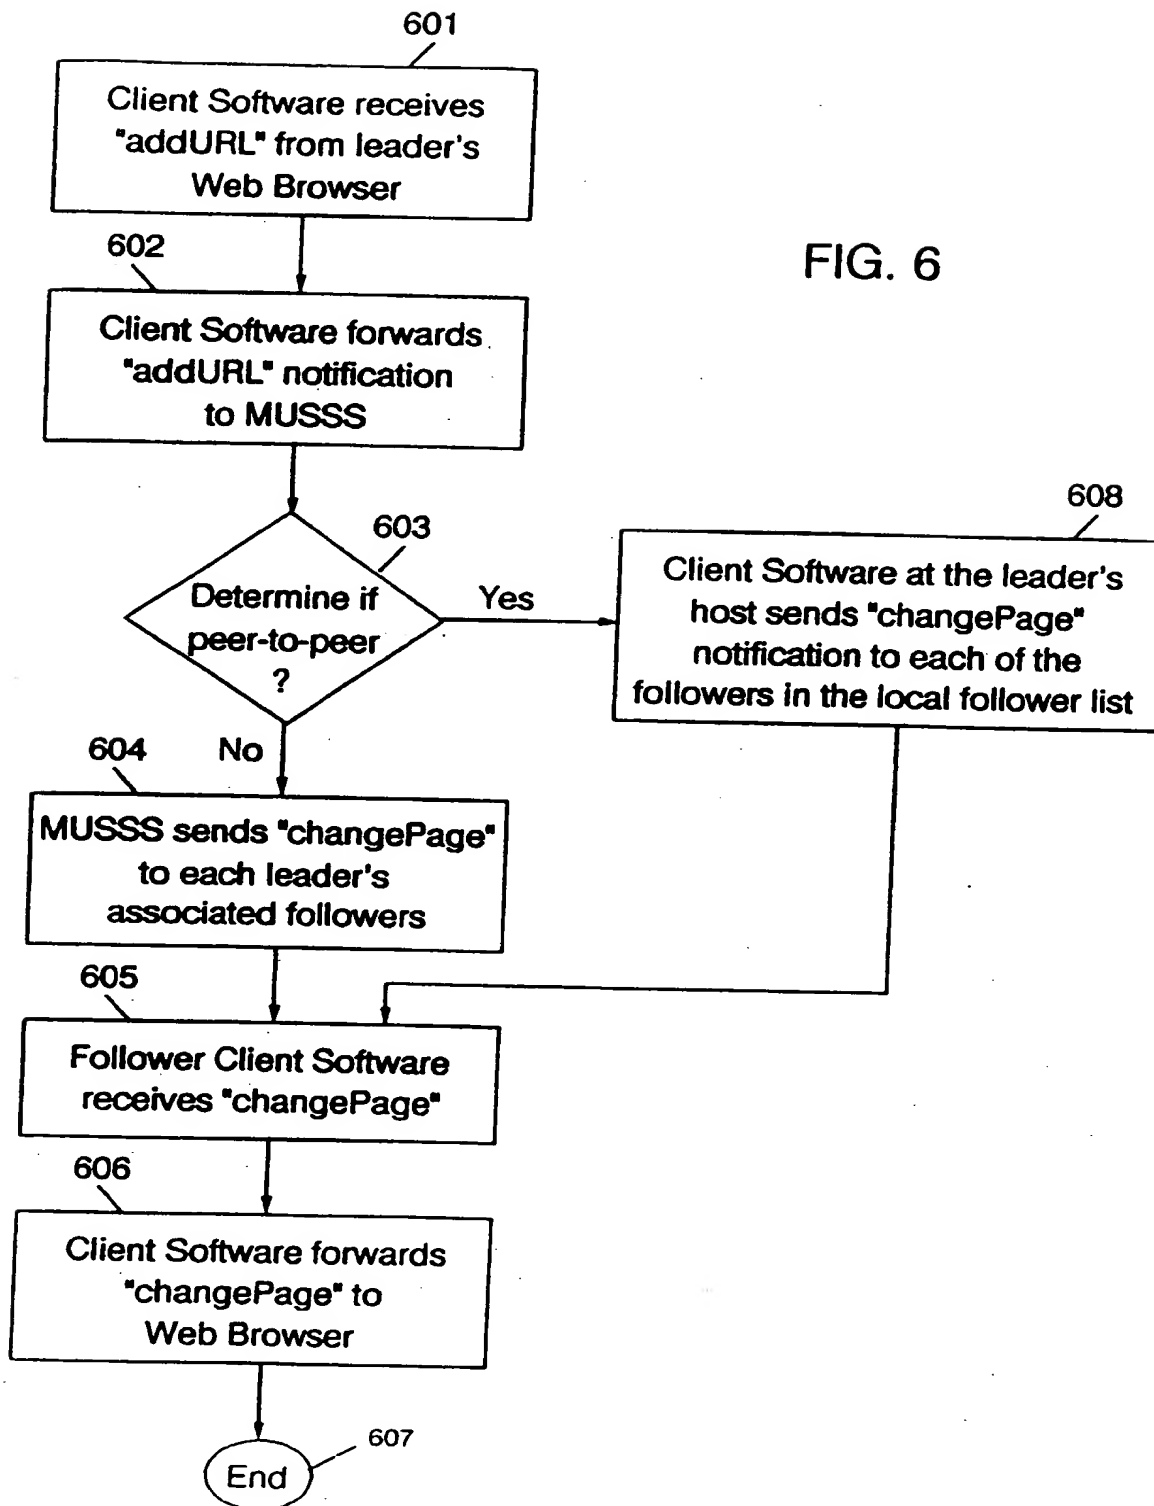 601
Client Software receives
"addURL" from leader's
Web Browser
602
FIG. 6
Client Software forwards
"addURL" notification
to MUSSS
603
Determine if
peer-to-peer
?
Yes
608
Client Software at the leader's
host sends "changePage"
notification to each of the
followers in the local follower list
No
604
MUSSS sends "changePage"
to each leader's
associated followers
605
Follower Client Software
receives "changePage"
606
Client Software forwards
"changePage" to
Web Browser
607
End